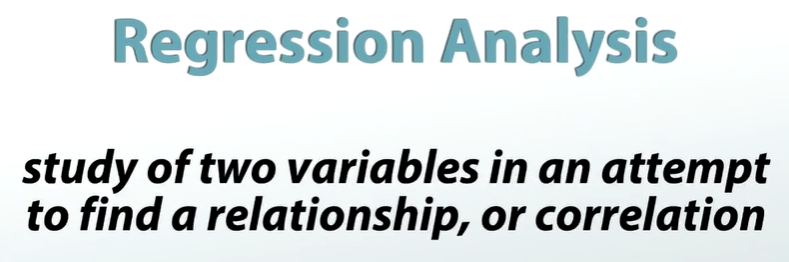 Regression Analysis
study of two variables in an attempt
to find a relationship, or correlation